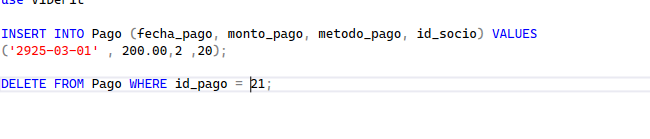 use ViDeFit
INSERT INTO Pago (fecha_pago, monto_pago, metodo_pago, id_socio) VALUES
('2925-03-01' , 200.00,2 ,20);
DELETE FROM Pago WHERE id_pago = 21;